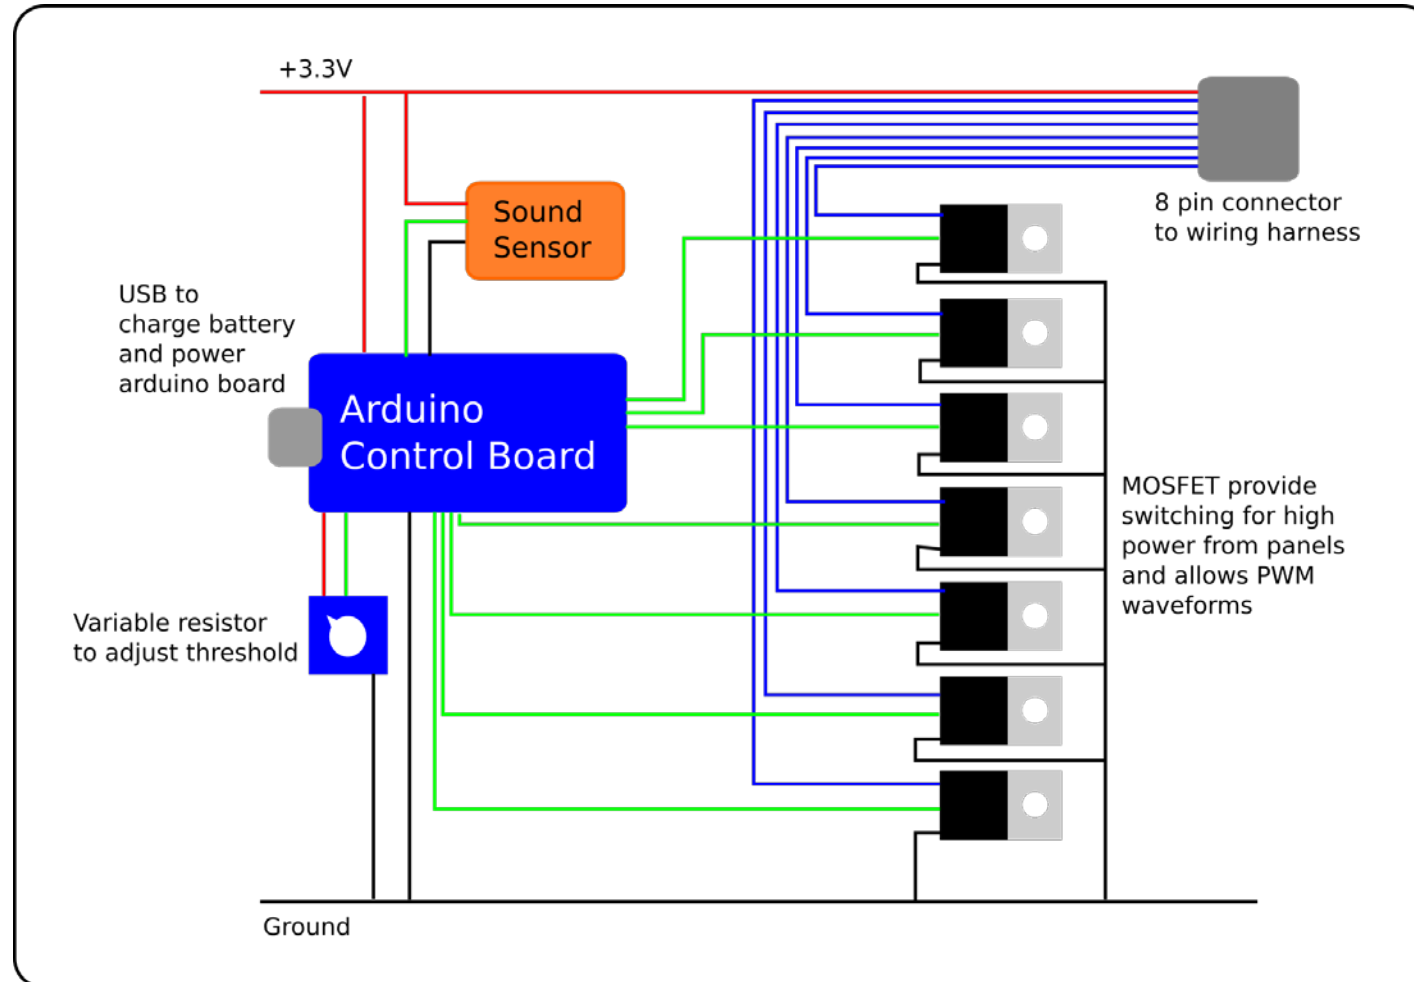 +3.3V
Sound
Sensor
8 pin connector
to wiring harness
USB to
charge battery
and power
arduino board
Arduino
Control Board
MOSFET provide
switching for high
power from panels
and allows PWM
waveforms
Variable resistor
to adjust threshold
Ground